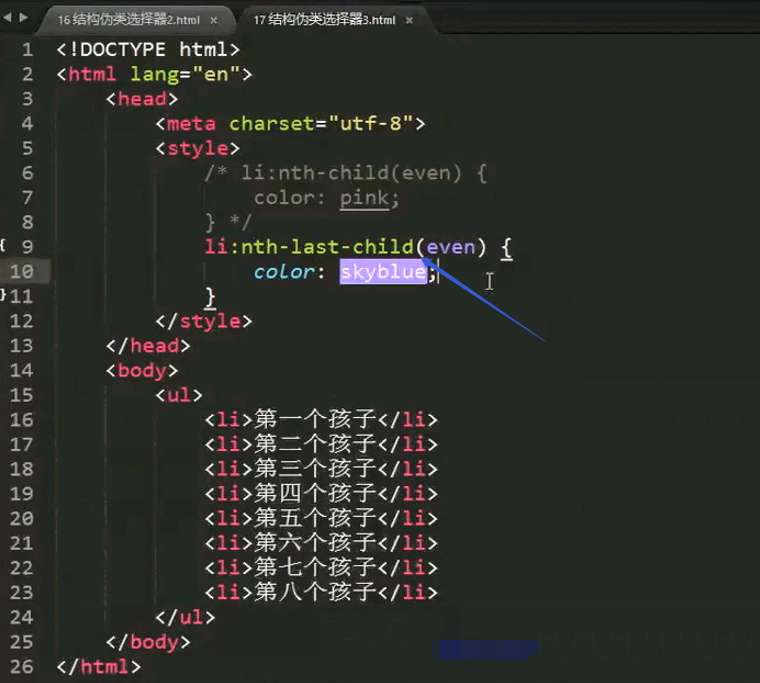 16 结构伪类选择器2.html × 17 结构伪类选择器3.html ×
1 <!DOCTYPE html>
2 <html lang="en">
3 <head>
4 <meta charset="utf-8">
5 <style>
6 /* li:nth-child(even) {
7 color: pink;
8 } */
9 li:nth-last-child(even) {
10 color: skyblue;
11 }
12 </style>
13 </head>
14 <body>
15 <ul>
16 <li>第一个孩子</li>
17 <li>第二个孩子</li>
18 <li>第三个孩子</li>
19 <li>第四个孩子</li>
20 <li>第五个孩子</li>
21 <li>第六个孩子</li>
22 <li>第七个孩子</li>
23 <li>第八个孩子</li>
24 </ul>
25 </body>
26 </html>